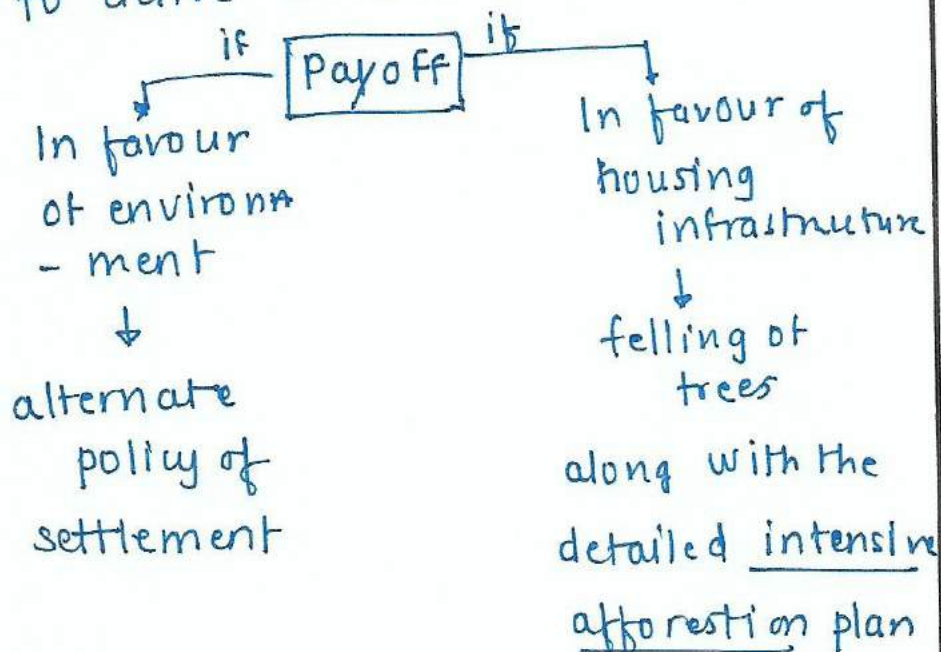 if
Payoff
if
In favour
of environn
- ment
alternate
policy of
settlement
In favour of
housing
infrastructure
felling of
trees
along with the
detailed intensive
afforestion plan